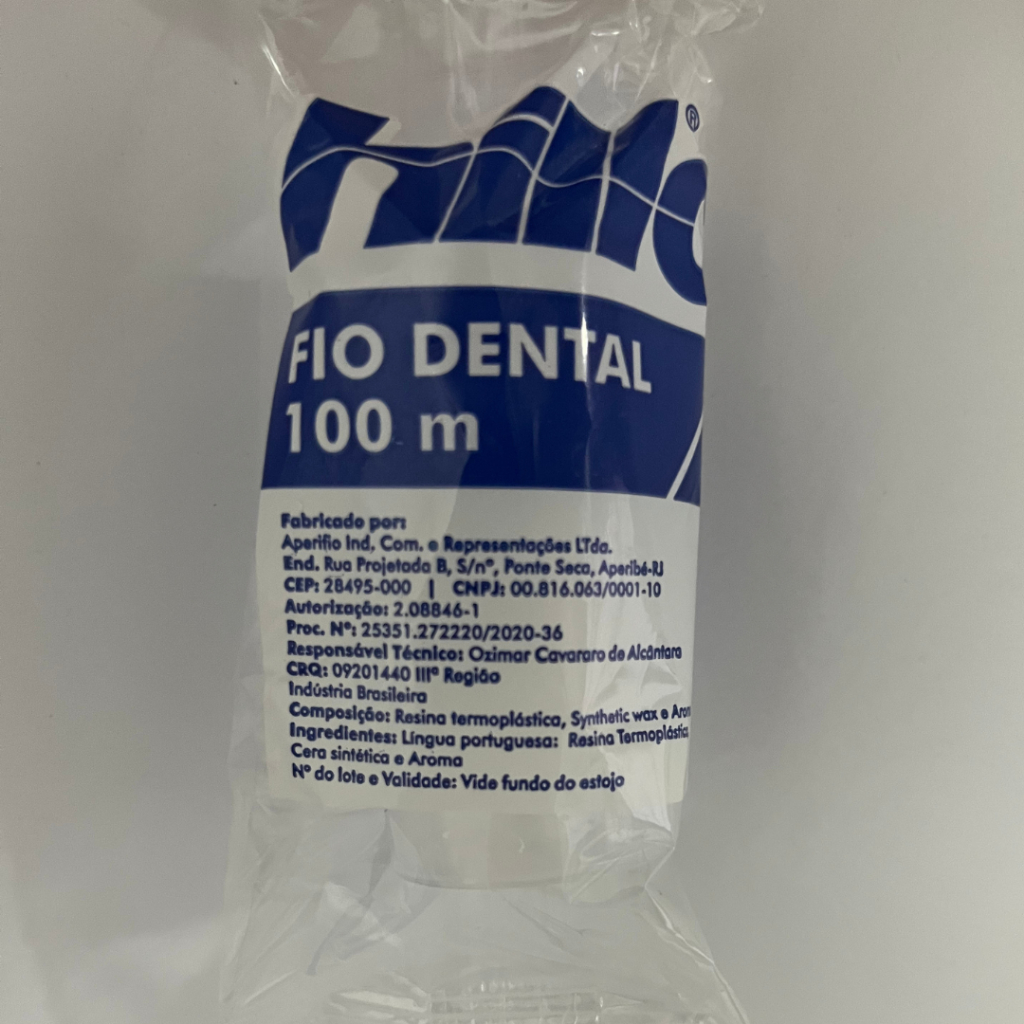 ®
FIO DENTAL
100 m
Fabricado por:
Aperifio Ind. Com. e Representações LTda.
End. Rua Projetada B, S/nº, Ponte Seca, Aperibé-RJ
CEP: 28495-000 | CNPJ: 00.816.063/0001-10
Autorização: 2.08846-1
Proc. Nº: 25351.272220/2020-36
Responsável Técnico: Ozimar Cavararo de Alcântara
CRQ: 09201440 IIIª Região
Indústria Brasileira
Composição: Resina termoplástica, Synthetic wax e
Ingredientes: Língua portuguesa: Resina
Cera sintética e Aroma
Nº do lote e Validade: Vide fundo do estojo